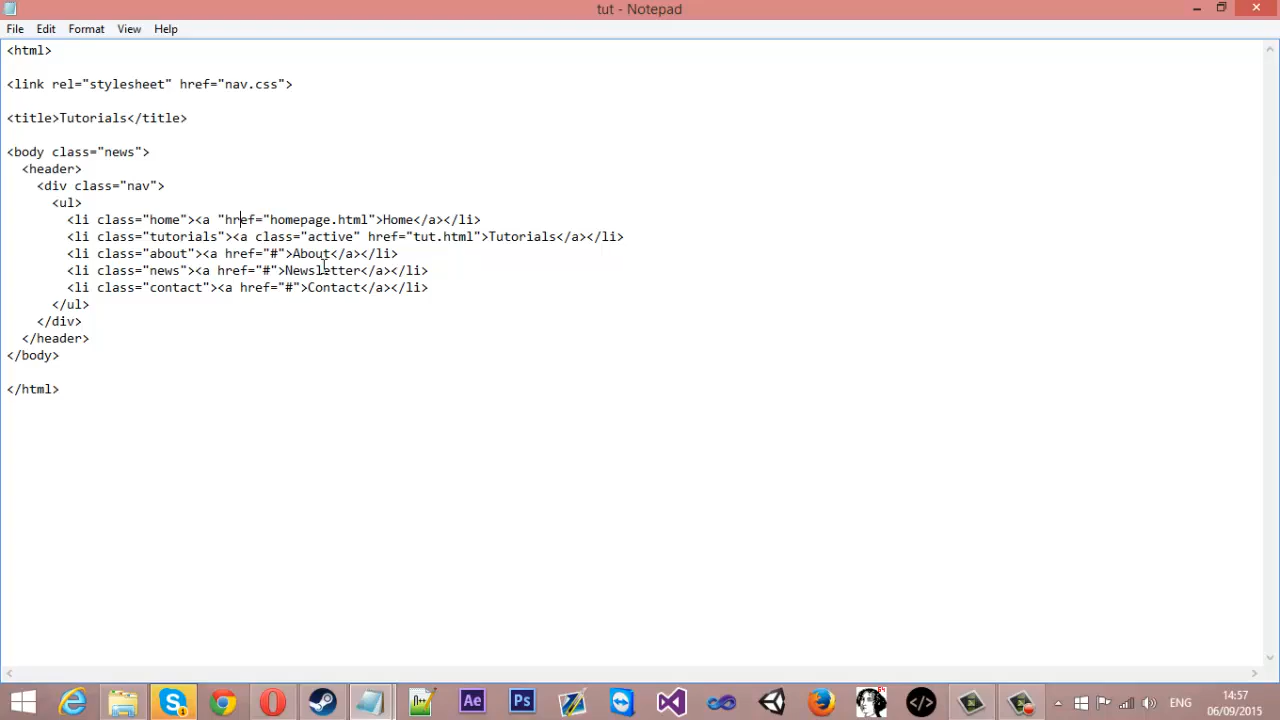 tut - Notepad
File Edit Format View Help
<html>
<link rel="stylesheet" href="nav.css">
<title>Tutorials</title>
<body class="news">
  <header>
    <div class="nav">
      <ul>
        <li class="home"><a "href="homepage.html">Home</a></li>
        <li class="tutorials"><a class="active" href="tut.html">Tutorials</a></li>
        <li class="about"><a href="#">About</a></li>
        <li class="news"><a href="#">Newsletter</a></li>
        <li class="contact"><a href="#">Contact</a></li>
      </ul>
    </div>
  </header>
</body>
</html>
Ae Ps 64 ENG
14:57
06/09/2015